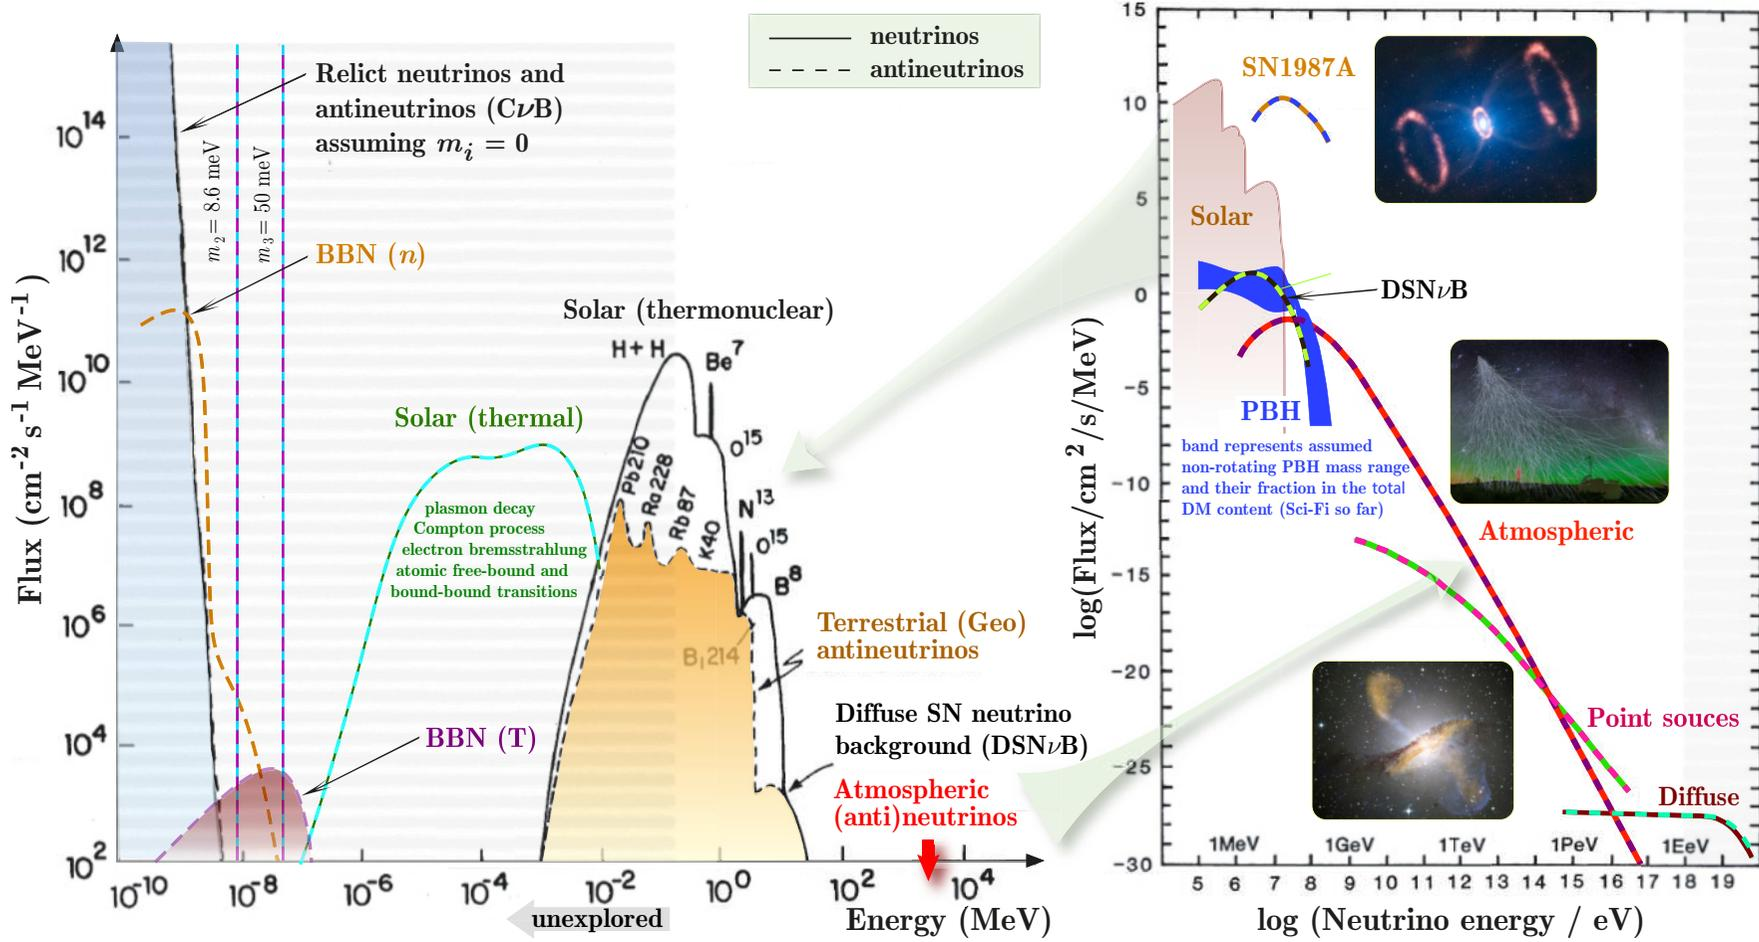 neutrinos
antineutrinos
Relict neutrinos and
antineutrinos (CνB)
assuming m_i = 0
m_2 = 8.6 meV
m_3 = 50 meV
BBN (n)
Solar (thermonuclear)
H+H
Be^7
O^15
N^13
O^15
B^8
Pb210
Ra228
Rb87
K40
Bi214
Solar (thermal)
plasmon decay
Compton process
electron bremsstrahlung
atomic free-bound and
bound-bound transitions
Terrestrial (Geo)
antineutrinos
Diffuse SN neutrino
background (DSNνB)
BBN (T)
Atmospheric
(anti)neutrinos
Flux (cm^-2 s^-1 MeV^-1)
10^14
10^12
10^10
10^8
10^6
10^4
10^2
10^-10
10^-8
10^-6
10^-4
10^-2
10^0
10^2
10^4
unexplored
Energy (MeV)
log(Flux/cm^2/s/MeV)
15
10
5
0
-5
-10
-15
-20
-25
-30
SN1987A
Solar
DSNνB
PBH
band represents assumed
non-rotating PBH mass range
and their fraction in the total
DM content (Sci-Fi so far)
Atmospheric
Point souces
Diffuse
1MeV
1GeV
1TeV
1PeV
1EeV
5 6 7 8 9 10 11 12 13 14 15 16 17 18 19
log (Neutrino energy / eV)